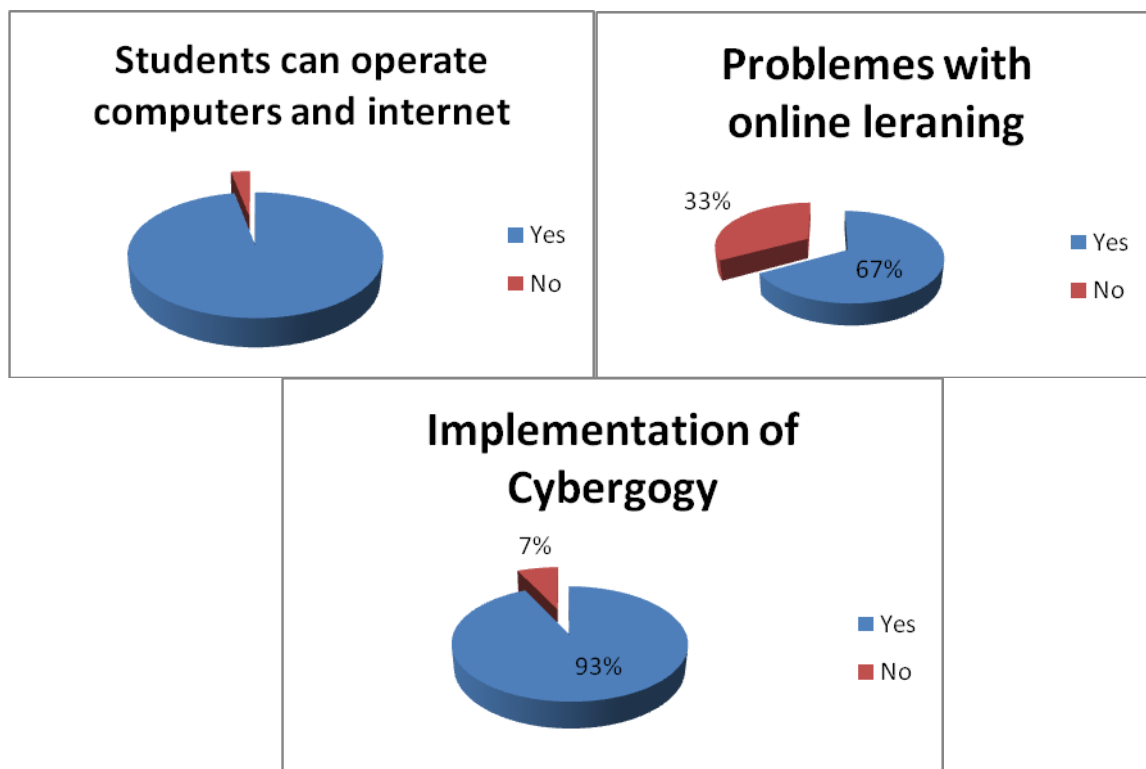 Students can operate
computers and internet
Yes
No
Problemes with
online leraning
33%
67%
Yes
No
Implementation of
Cybergogy
7%
93%
Yes
No